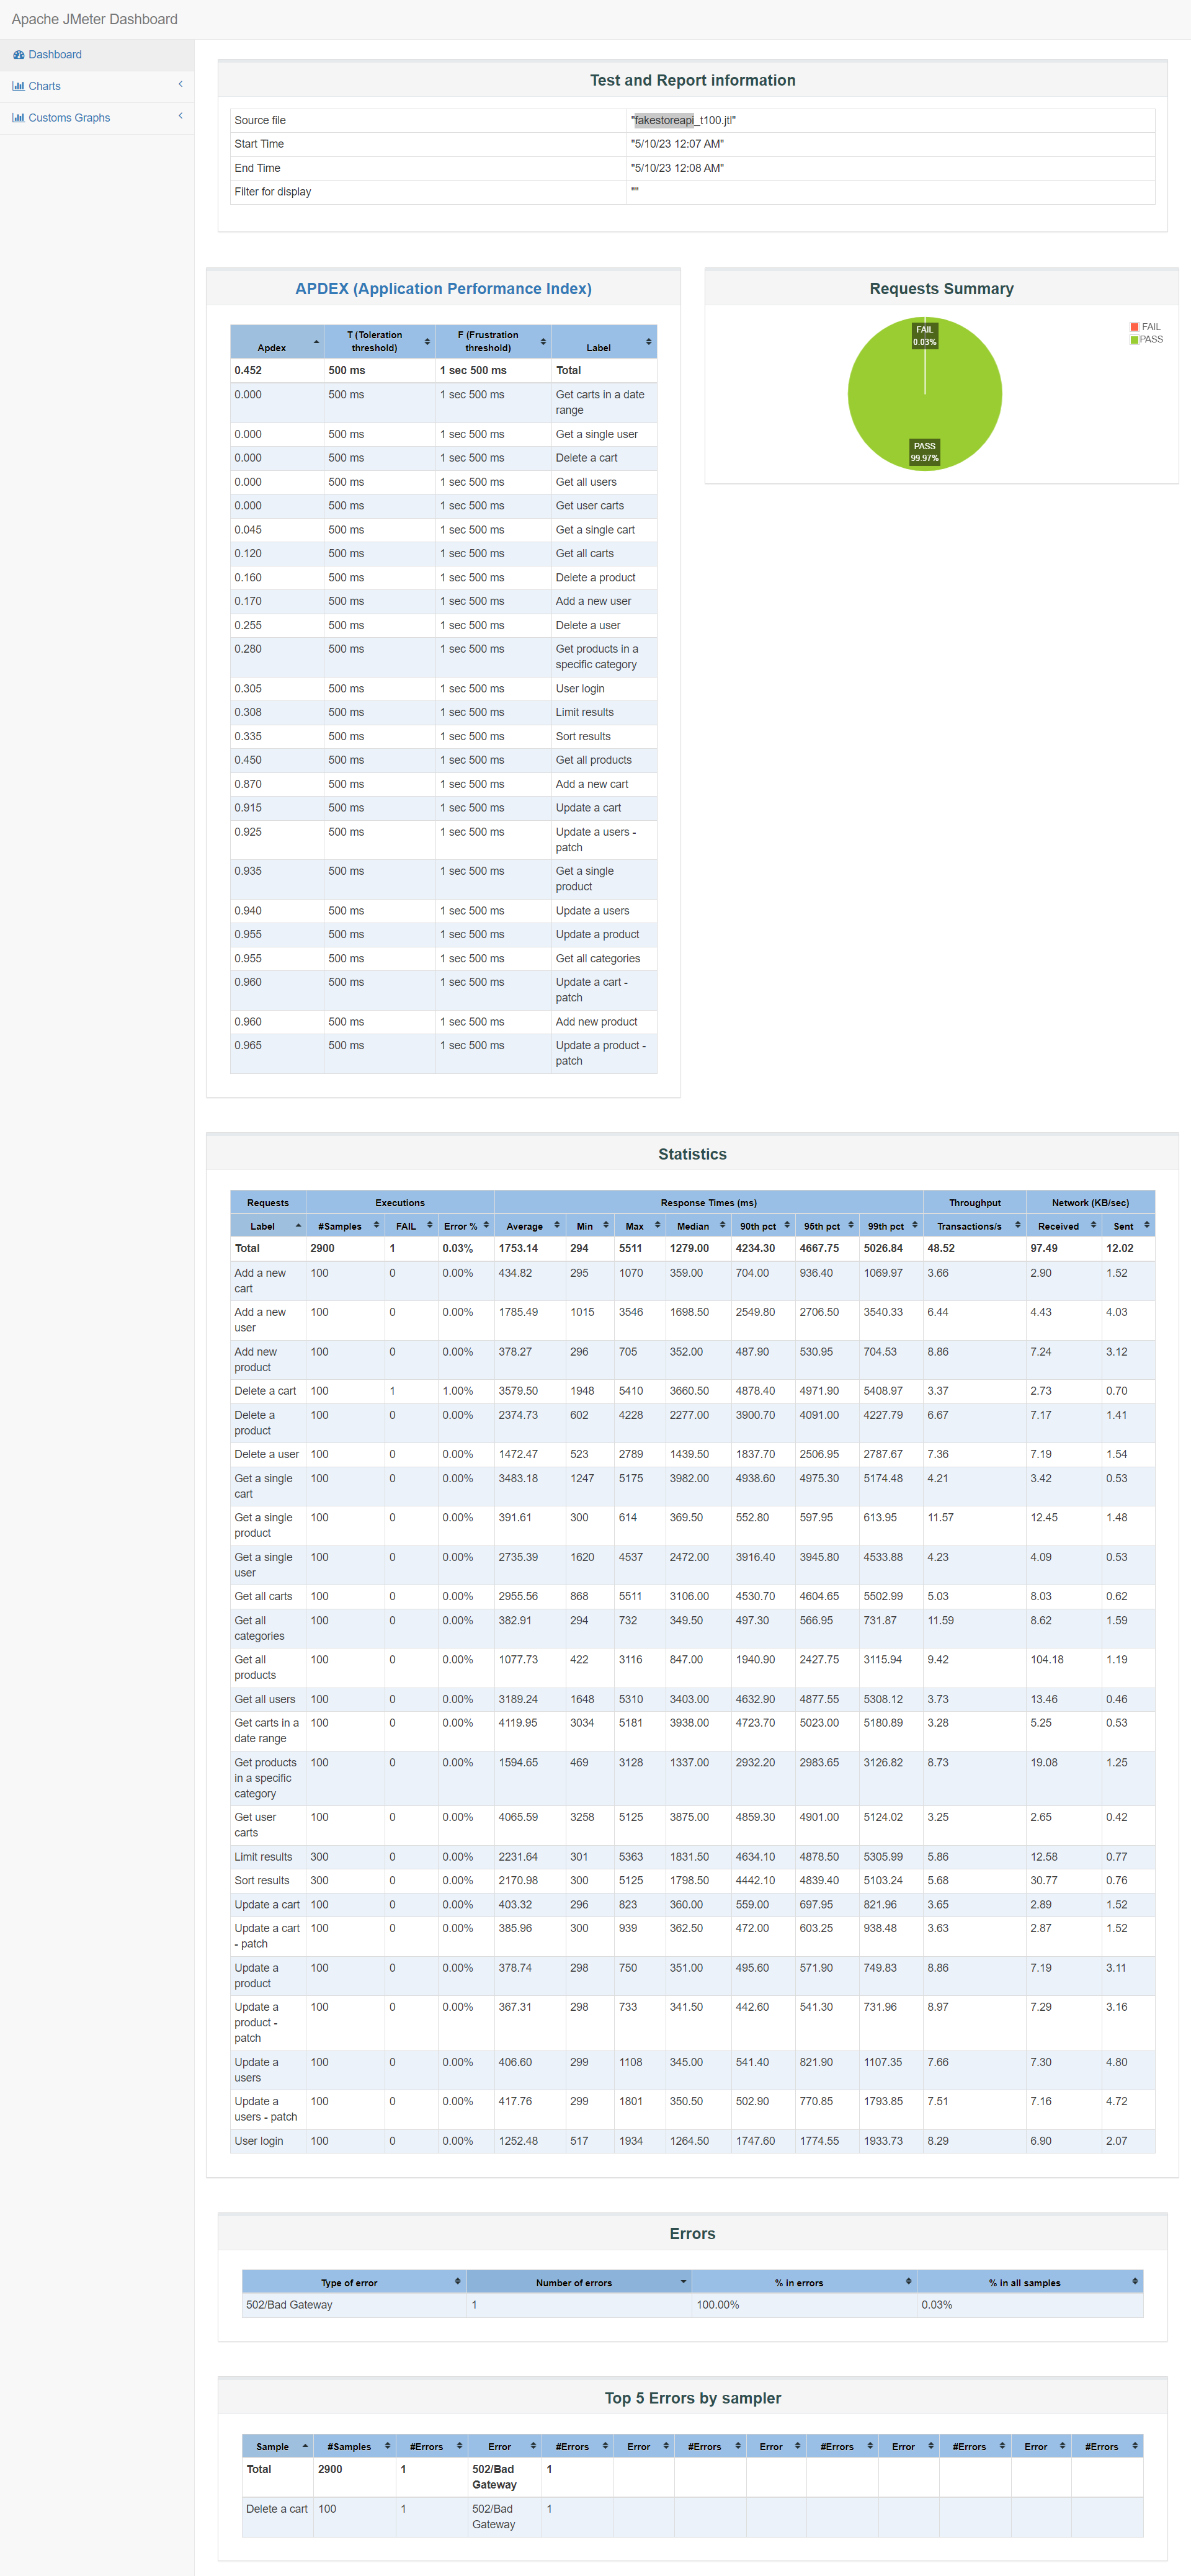 Apache JMeter Dashboard
Dashboard
Charts
Customs Graphs
Test and Report information
Source file "fakestoreapi_t100.jtl"
Start Time "5/10/23 12:07 AM"
End Time "5/10/23 12:08 AM"
Filter for display ""
APDEX (Application Performance Index)
Apdex T (Toleration threshold) F (Frustration threshold) Label
0.452 500 ms 1 sec 500 ms Total
0.000 500 ms 1 sec 500 ms Get carts in a date range
0.000 500 ms 1 sec 500 ms Get a single user
0.000 500 ms 1 sec 500 ms Delete a cart
0.000 500 ms 1 sec 500 ms Get all users
0.000 500 ms 1 sec 500 ms Get user carts
0.045 500 ms 1 sec 500 ms Get a single cart
0.120 500 ms 1 sec 500 ms Get all carts
0.160 500 ms 1 sec 500 ms Delete a product
0.170 500 ms 1 sec 500 ms Add a new user
0.255 500 ms 1 sec 500 ms Delete a user
0.280 500 ms 1 sec 500 ms Get products in a specific category
0.305 500 ms 1 sec 500 ms User login
0.308 500 ms 1 sec 500 ms Limit results
0.335 500 ms 1 sec 500 ms Sort results
0.450 500 ms 1 sec 500 ms Get all products
0.870 500 ms 1 sec 500 ms Add a new cart
0.915 500 ms 1 sec 500 ms Update a cart
0.925 500 ms 1 sec 500 ms Update a users - patch
0.935 500 ms 1 sec 500 ms Get a single product
0.940 500 ms 1 sec 500 ms Update a users
0.955 500 ms 1 sec 500 ms Update a product
0.955 500 ms 1 sec 500 ms Get all categories
0.960 500 ms 1 sec 500 ms Update a cart - patch
0.960 500 ms 1 sec 500 ms Add new product
0.965 500 ms 1 sec 500 ms Update a product - patch
Requests Summary
FAIL
0.03%
PASS
99.97%
FAIL
PASS
Statistics
Requests Executions Response Times (ms) Throughput Network (KB/sec)
Label #Samples FAIL Error % Average Min Max Median 90th pct 95th pct 99th pct Transactions/s Received Sent
Total 2900 1 0.03% 1753.14 294 5511 1279.00 4234.30 4667.75 5026.84 48.52 97.49 12.02
Add a new cart 100 0 0.00% 434.82 295 1070 359.00 704.00 936.40 1069.97 3.66 2.90 1.52
Add a new user 100 0 0.00% 1785.49 1015 3546 1698.50 2549.80 2706.50 3540.33 6.44 4.43 4.03
Add new product 100 0 0.00% 378.27 296 705 352.00 487.90 530.95 704.53 8.86 7.24 3.12
Delete a cart 100 1 1.00% 3579.50 1948 5410 3660.50 4878.40 4971.90 5408.97 3.37 2.73 0.70
Delete a product 100 0 0.00% 2374.73 602 4228 2277.00 3900.70 4091.00 4227.79 6.67 7.17 1.41
Delete a user 100 0 0.00% 1472.47 523 2789 1439.50 1837.70 2506.95 2787.67 7.36 7.19 1.54
Get a single cart 100 0 0.00% 3483.18 1247 5175 3982.00 4938.60 4975.30 5174.48 4.21 3.42 0.53
Get a single product 100 0 0.00% 391.61 300 614 369.50 552.80 597.95 613.95 11.57 12.45 1.48
Get a single user 100 0 0.00% 2735.39 1620 4537 2472.00 3916.40 3945.80 4533.88 4.23 4.09 0.53
Get all carts 100 0 0.00% 2955.56 868 5511 3106.00 4530.70 4604.65 5502.99 5.03 8.03 0.62
Get all categories 100 0 0.00% 382.91 294 732 349.50 497.30 566.95 731.87 11.59 8.62 1.59
Get all products 100 0 0.00% 1077.73 422 3116 847.00 1940.90 2427.75 3115.94 9.42 104.18 1.19
Get all users 100 0 0.00% 3189.24 1648 5310 3403.00 4632.90 4877.55 5308.12 3.73 13.46 0.46
Get carts in a date range 100 0 0.00% 4119.95 3034 5181 3938.00 4723.70 5023.00 5180.89 3.28 5.25 0.53
Get products in a specific category 100 0 0.00% 1594.65 469 3128 1337.00 2932.20 2983.65 3126.82 8.73 19.08 1.25
Get user carts 100 0 0.00% 4065.59 3258 5125 3875.00 4859.30 4901.00 5124.02 3.25 2.65 0.42
Limit results 300 0 0.00% 2231.64 301 5363 1831.50 4634.10 4878.50 5305.99 5.86 12.58 0.77
Sort results 300 0 0.00% 2170.98 300 5125 1798.50 4442.10 4839.40 5103.24 5.68 30.77 0.76
Update a cart 100 0 0.00% 403.32 296 823 360.00 559.00 697.95 821.96 3.65 2.89 1.52
Update a cart - patch 100 0 0.00% 385.96 300 939 362.50 472.00 603.25 938.48 3.63 2.87 1.52
Update a product 100 0 0.00% 378.74 298 750 351.00 495.60 571.90 749.83 8.86 7.19 3.11
Update a product - patch 100 0 0.00% 367.31 298 733 341.50 442.60 541.30 731.96 8.97 7.29 3.16
Update a users 100 0 0.00% 406.60 299 1108 345.00 541.40 821.90 1107.35 7.66 7.30 4.80
Update a users - patch 100 0 0.00% 417.76 299 1801 350.50 502.90 770.85 1793.85 7.51 7.16 4.72
User login 100 0 0.00% 1252.48 517 1934 1264.50 1747.60 1774.55 1933.73 8.29 6.90 2.07
Errors
Type of error Number of errors % in errors % in all samples
502/Bad Gateway 1 100.00% 0.03%
Top 5 Errors by sampler
Sample #Samples #Errors Error #Errors Error #Errors Error #Errors Error #Errors Error #Errors
Total 2900 1 502/Bad Gateway 1
Delete a cart 100 1 502/Bad Gateway 1